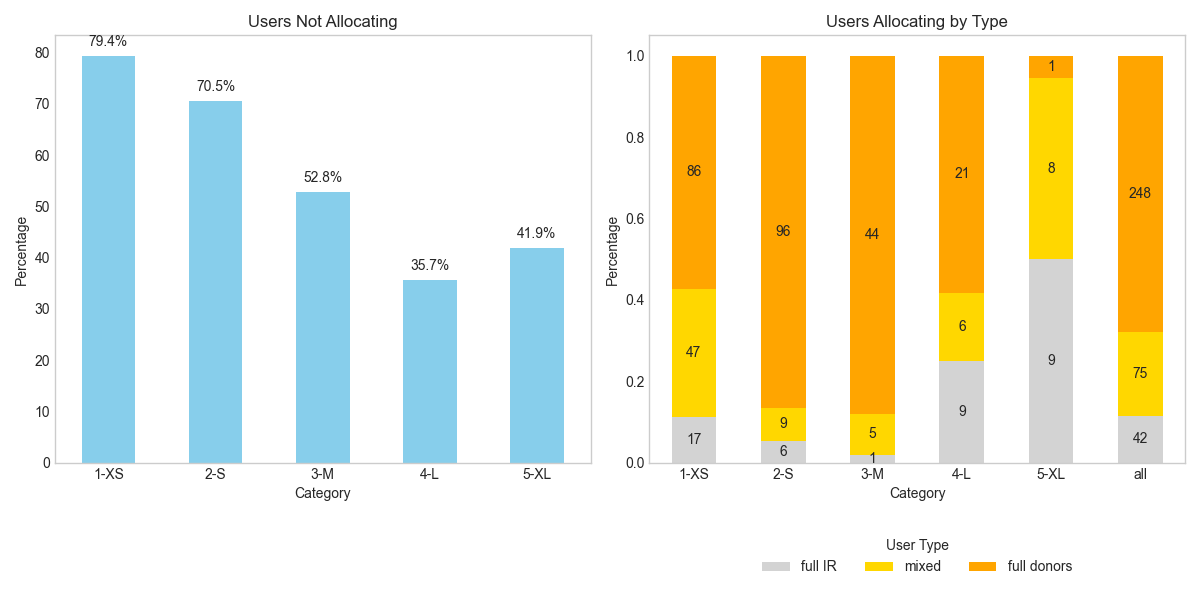 Users Not Allocating
Percentage
80
70
60
50
40
30
20
10
0
79.4%
70.5%
52.8%
35.7%
41.9%
1-XS
2-S
3-M
4-L
5-XL
Category
Users Allocating by Type
Percentage
1.0
0.8
0.6
0.4
0.2
0.0
86
47
17
96
9
6
44
5
1
21
6
9
1
8
9
248
75
42
1-XS
2-S
3-M
4-L
5-XL
all
Category
User Type
full IR
mixed
full donors